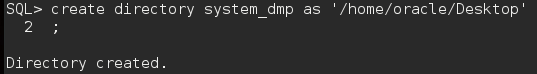 SQL> create directory system_dmp as '/home/oracle/Desktop'
  2  ;
Directory created.